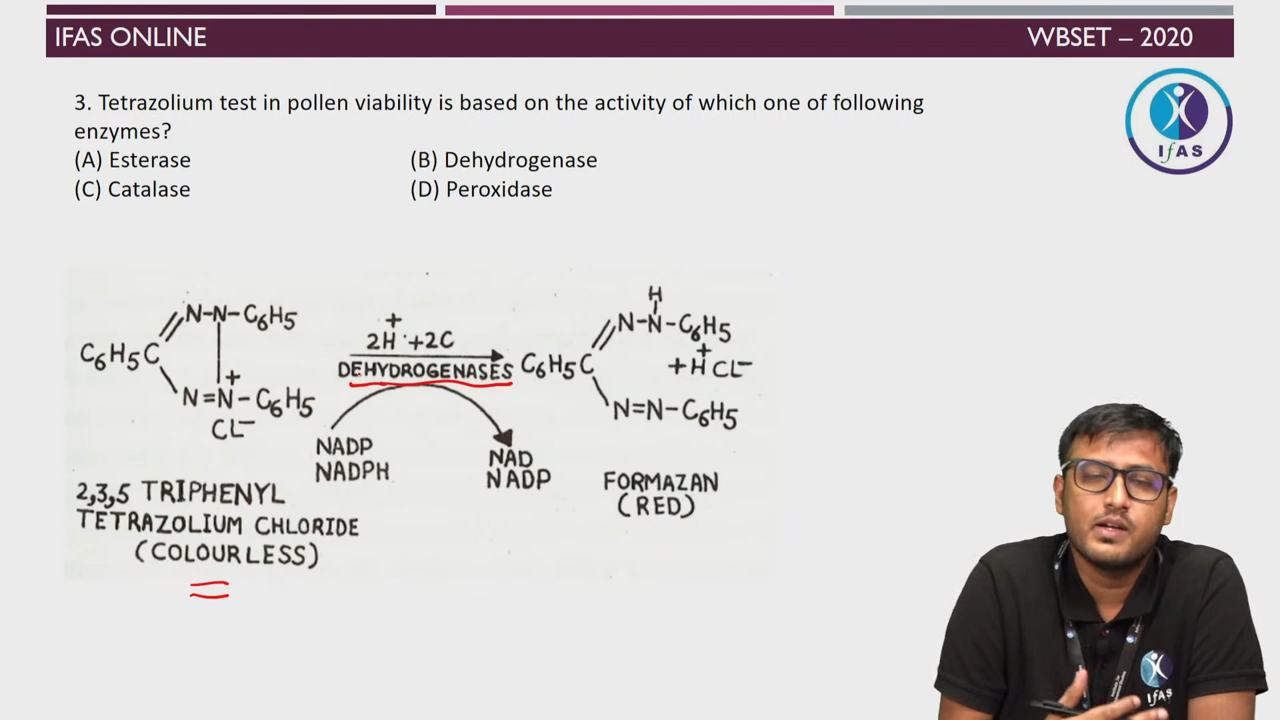 IFAS ONLINE
WBSET – 2020
3. Tetrazolium test in pollen viability is based on the activity of which one of following
enzymes?
(A) Esterase
(B) Dehydrogenase
(C) Catalase
(D) Peroxidase
IfAS
H
N-N-C6H5
C6H5C
+
N=N-C6H5
CL-
+
2H+2C
DEHYDROGENASES
NADP
NADPH
NAD
NADP
N-N-C6H5
C6H5C
+H+ CL-
N=N-C6H5
2,3,5 TRIPHENYL
TETRAZOLIUM CHLORIDE
(COLOURLESS)
FORMAZAN
(RED)
IfAS